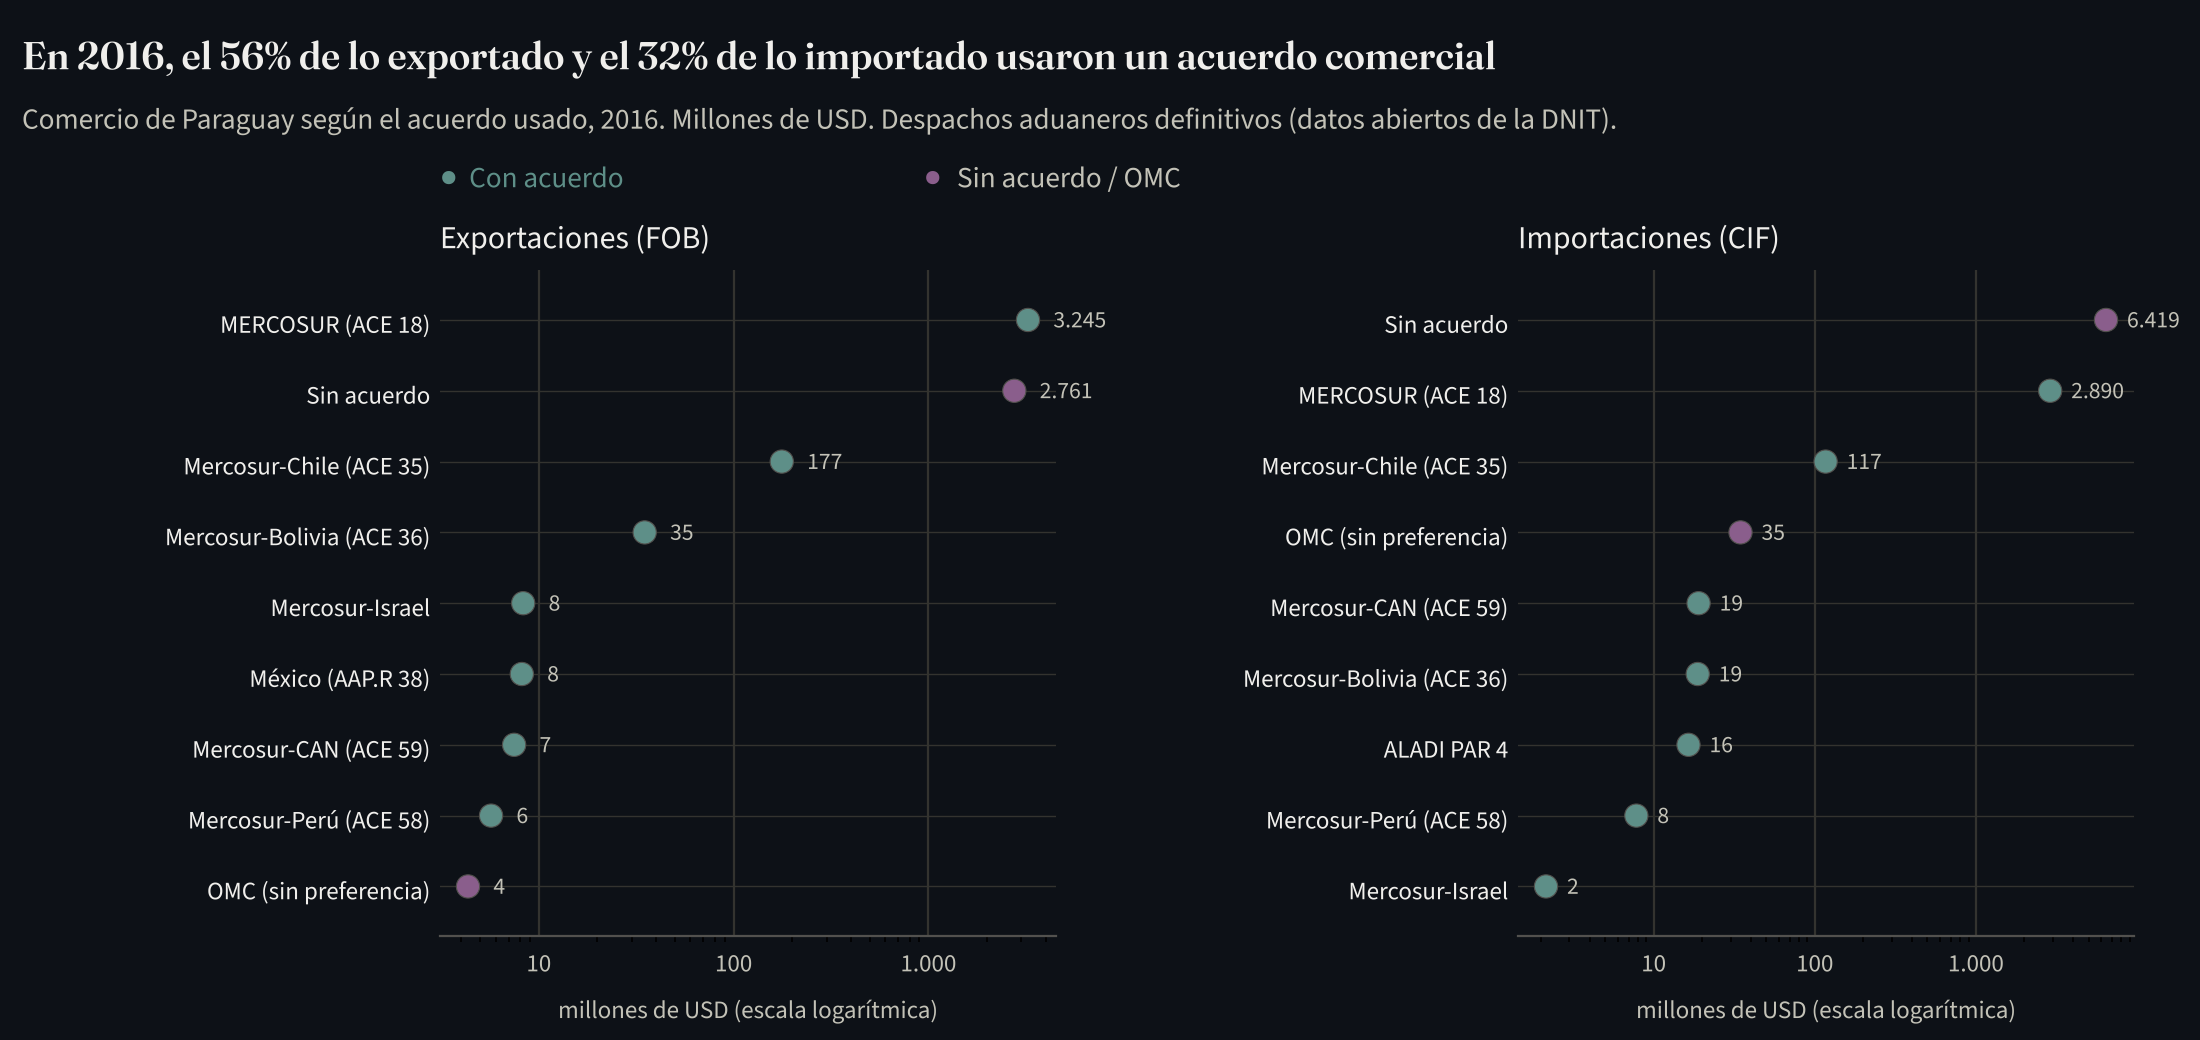 En 2016, el 56% de lo exportado y el 32% de lo importado usaron un acuerdo comercial
Comercio de Paraguay según el acuerdo usado, 2016. Millones de USD. Despachos aduaneros definitivos (datos abiertos de la DNIT).
Con acuerdo
Sin acuerdo / OMC
Exportaciones (FOB)
MERCOSUR (ACE 18) 3.245
Sin acuerdo 2.761
Mercosur-Chile (ACE 35) 177
Mercosur-Bolivia (ACE 36) 35
Mercosur-Israel 8
México (AAP.R 38) 8
Mercosur-CAN (ACE 59) 7
Mercosur-Perú (ACE 58) 6
OMC (sin preferencia) 4
10 100 1.000
millones de USD (escala logarítmica)
Importaciones (CIF)
Sin acuerdo 6.419
MERCOSUR (ACE 18) 2.890
Mercosur-Chile (ACE 35) 117
OMC (sin preferencia) 35
Mercosur-CAN (ACE 59) 19
Mercosur-Bolivia (ACE 36) 19
ALADI PAR 4 16
Mercosur-Perú (ACE 58) 8
Mercosur-Israel 2
10 100 1.000
millones de USD (escala logarítmica)